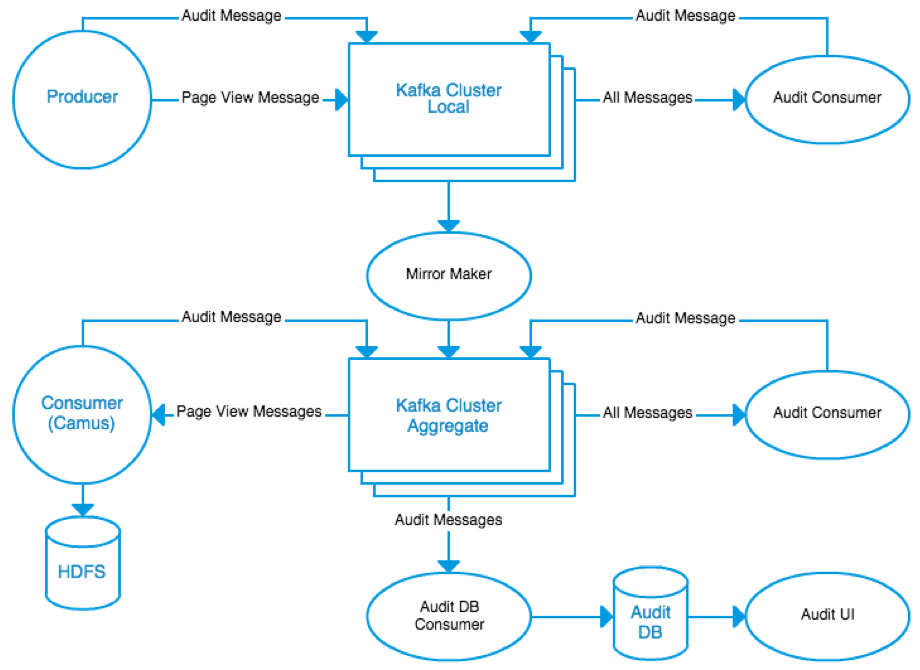 Audit Message
Audit Message
Producer
Page View Message
Kafka Cluster
Local
All Messages
Audit Consumer
Mirror Maker
Audit Message
Audit Message
Consumer
(Camus)
Page View Messages
Kafka Cluster
Aggregate
All Messages
Audit Consumer
Audit Messages
HDFS
Audit DB
Consumer
Audit
DB
Audit UI